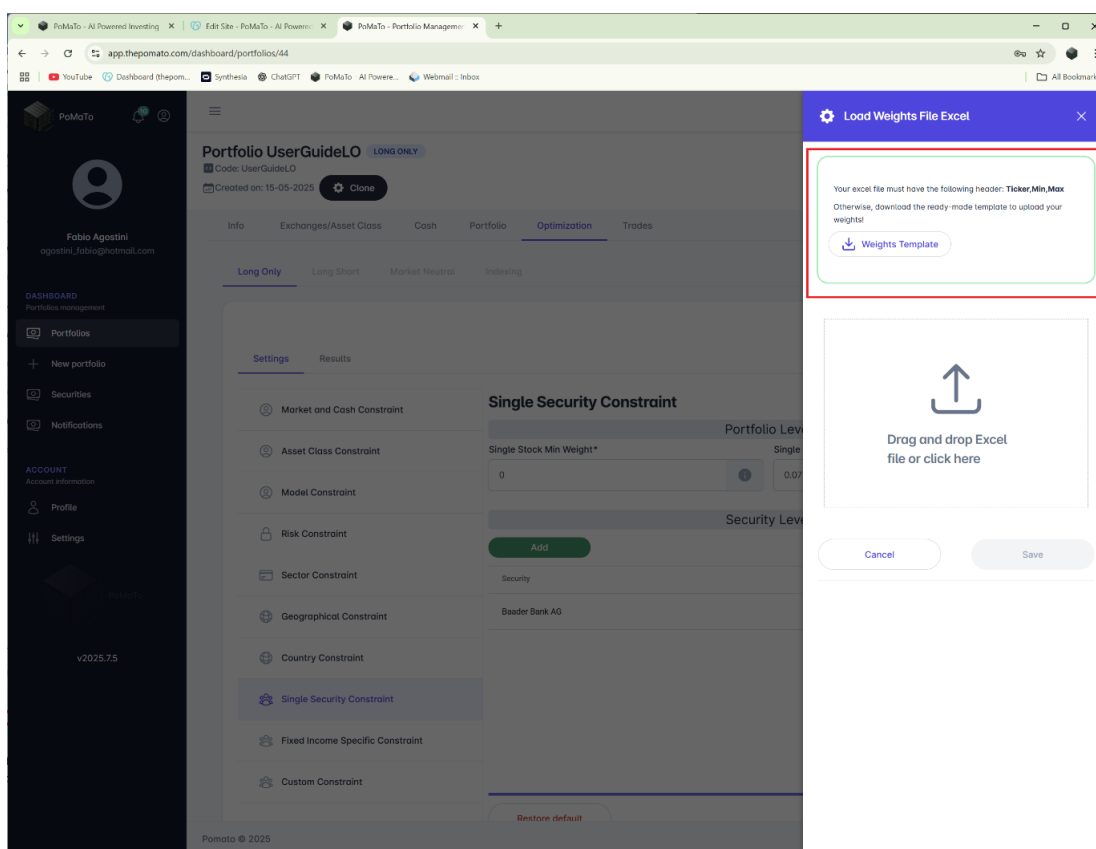 PoMaTo - AI Powered Investing
Edit Site - PoMaTo - AI Powered
PoMaTo - Portfolio Managemen
app.thepomato.com/dashboard/portfolios/44
YouTube
Dashboard (thepom...
Synthesia
ChatGPT
PoMaTo AI Powere...
Webmail :: Inbox
All Bookmark
PoMaTo
10
Fabio Agostini
agostini_fabio@hotmail.com
DASHBOARD
Portfolios management
Portfolios
New portfolio
Securities
Notifications
ACCOUNT
Account information
Profile
Settings
PoMaTo
v2025.7.5
Portfolio UserGuideLO
LONG ONLY
Code: UserGuideLO
Created on: 15-05-2025
Clone
Info
Exchanges/Asset Class
Cash
Portfolio
Optimization
Trades
Long Only
Long Short
Market Neutral
Indexing
Settings
Results
Market and Cash Constraint
Asset Class Constraint
Model Constraint
Risk Constraint
Sector Constraint
Geographical Constraint
Country Constraint
Single Security Constraint
Fixed Income Specific Constraint
Custom Constraint
Single Security Constraint
Portfolio Lev
Single Stock Min Weight*
Single
0
0.07
Security Leve
Add
Security
Baader Bank AG
Restore default
Pomato © 2025
Load Weights File Excel
Your excel file must have the following header: Ticker,Min,Max
Otherwise, download the ready-made template to upload your
weights!
Weights Template
Drag and drop Excel
file or click here
Cancel
Save